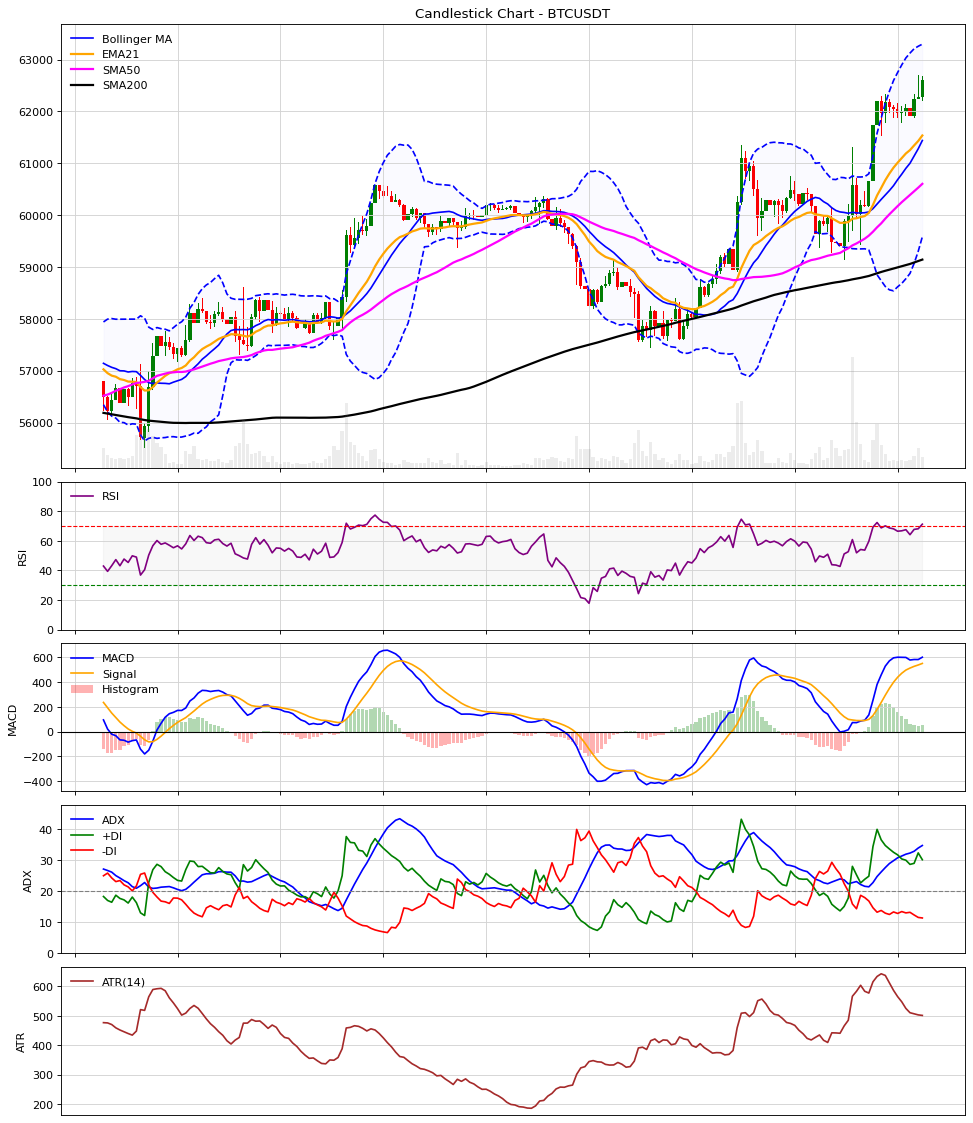 Candlestick Chart - BTCUSDT
Bollinger MA
EMA21
SMA50
SMA200
63000
62000
61000
60000
59000
58000
57000
56000
RSI
RSI
100
80
60
40
20
0
MACD
Signal
Histogram
MACD
600
400
200
0
−200
−400
ADX
+DI
-DI
ADX
40
30
20
10
0
ATR(14)
ATR
600
500
400
300
200